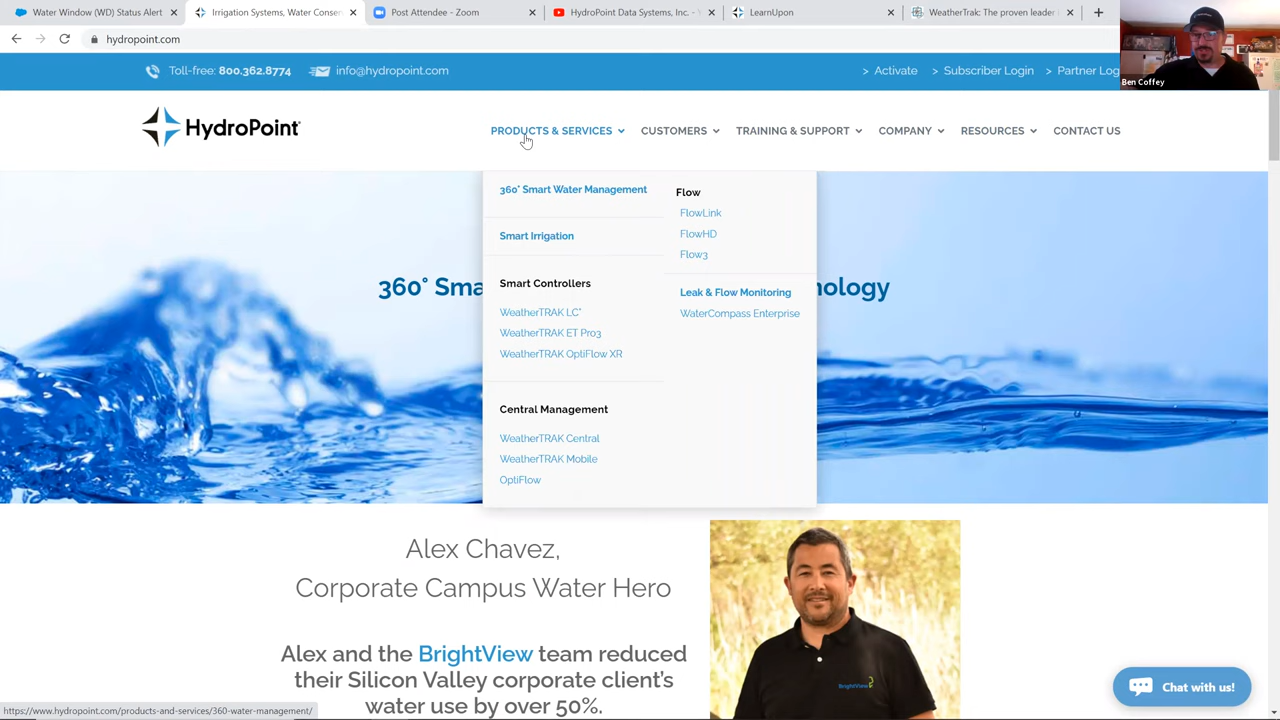 Water Window (WD) Status Alert
Irrigation Systems, Water Conser
Post Attendee - Zoom
HydroPoint Data Systems, Inc. -
LearnUpon
WeatherTrak: The proven leader
hydropoint.com
Ben Coffey
Toll-free: 800.362.8774
info@hydropoint.com
> Activate
> Subscriber Login
> Partner Log
HydroPoint
PRODUCTS & SERVICES
CUSTOMERS
TRAINING & SUPPORT
COMPANY
RESOURCES
CONTACT US
360° Smart Water Management
Smart Irrigation
Smart Controllers
WeatherTRAK LC+
WeatherTRAK ET Pro3
WeatherTRAK OptiFlow XR
Central Management
WeatherTRAK Central
WeatherTRAK Mobile
OptiFlow
Flow
FlowLink
FlowHD
Flow3
Leak & Flow Monitoring
WaterCompass Enterprise
360° Sma
nology
Alex Chavez,
Corporate Campus Water Hero
Alex and the BrightView team reduced
their Silicon Valley corporate client's
water use by over 50%.
BrightView
Chat with us!
https://www.hydropoint.com/products-and-services/360-water-management/